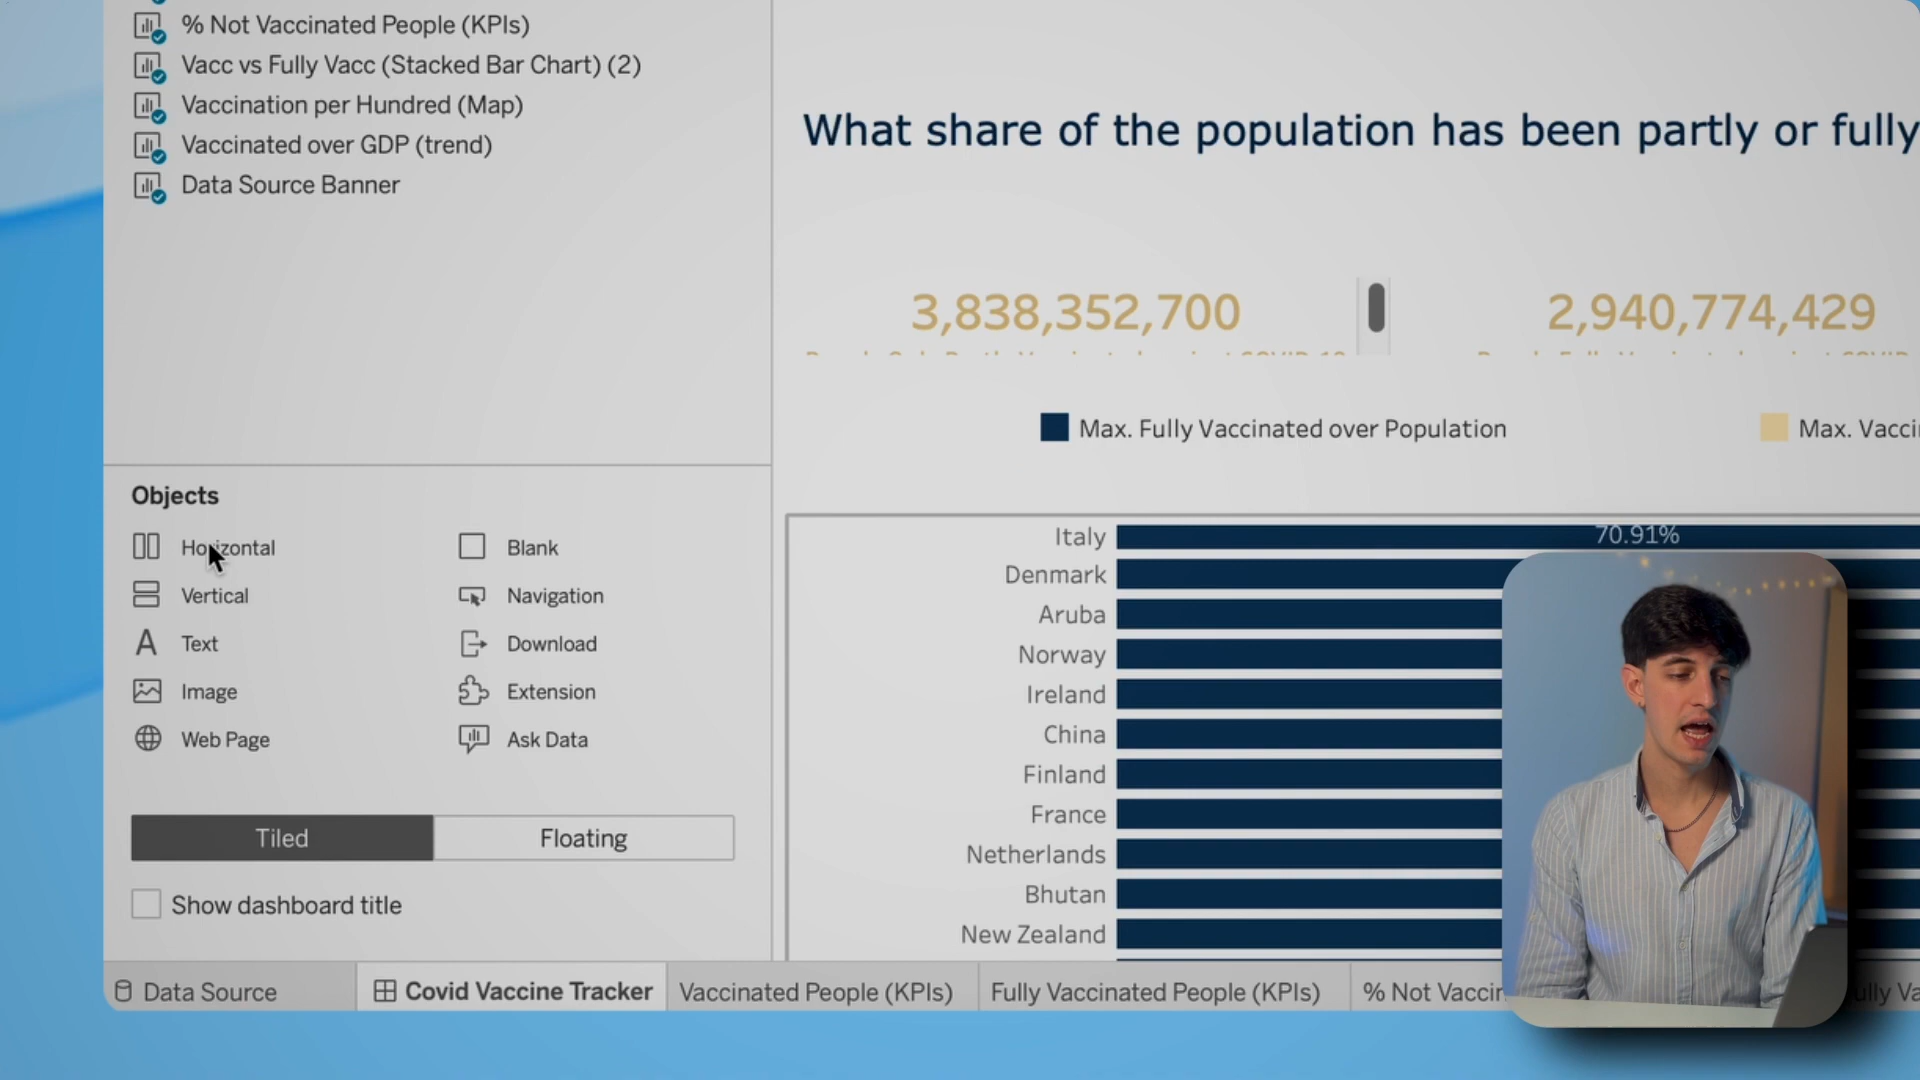 % Not Vaccinated People (KPIs)
Vacc vs Fully Vacc (Stacked Bar Chart) (2)
Vaccination per Hundred (Map)
Vaccinated over GDP (trend)
Data Source Banner
Objects
Horizontal
Blank
Vertical
Navigation
Text
Download
Image
Extension
Web Page
Ask Data
Tiled
Floating
Show dashboard title
What share of the population has been partly or fully
3,838,352,700
2,940,774,429
Max. Fully Vaccinated over Population
Max. Vacci
Italy
70.91%
Denmark
Aruba
Norway
Ireland
China
Finland
France
Netherlands
Bhutan
New Zealand
Data Source
Covid Vaccine Tracker
Vaccinated People (KPIs)
Fully Vaccinated People (KPIs)
% Not Vaccin
ully Va